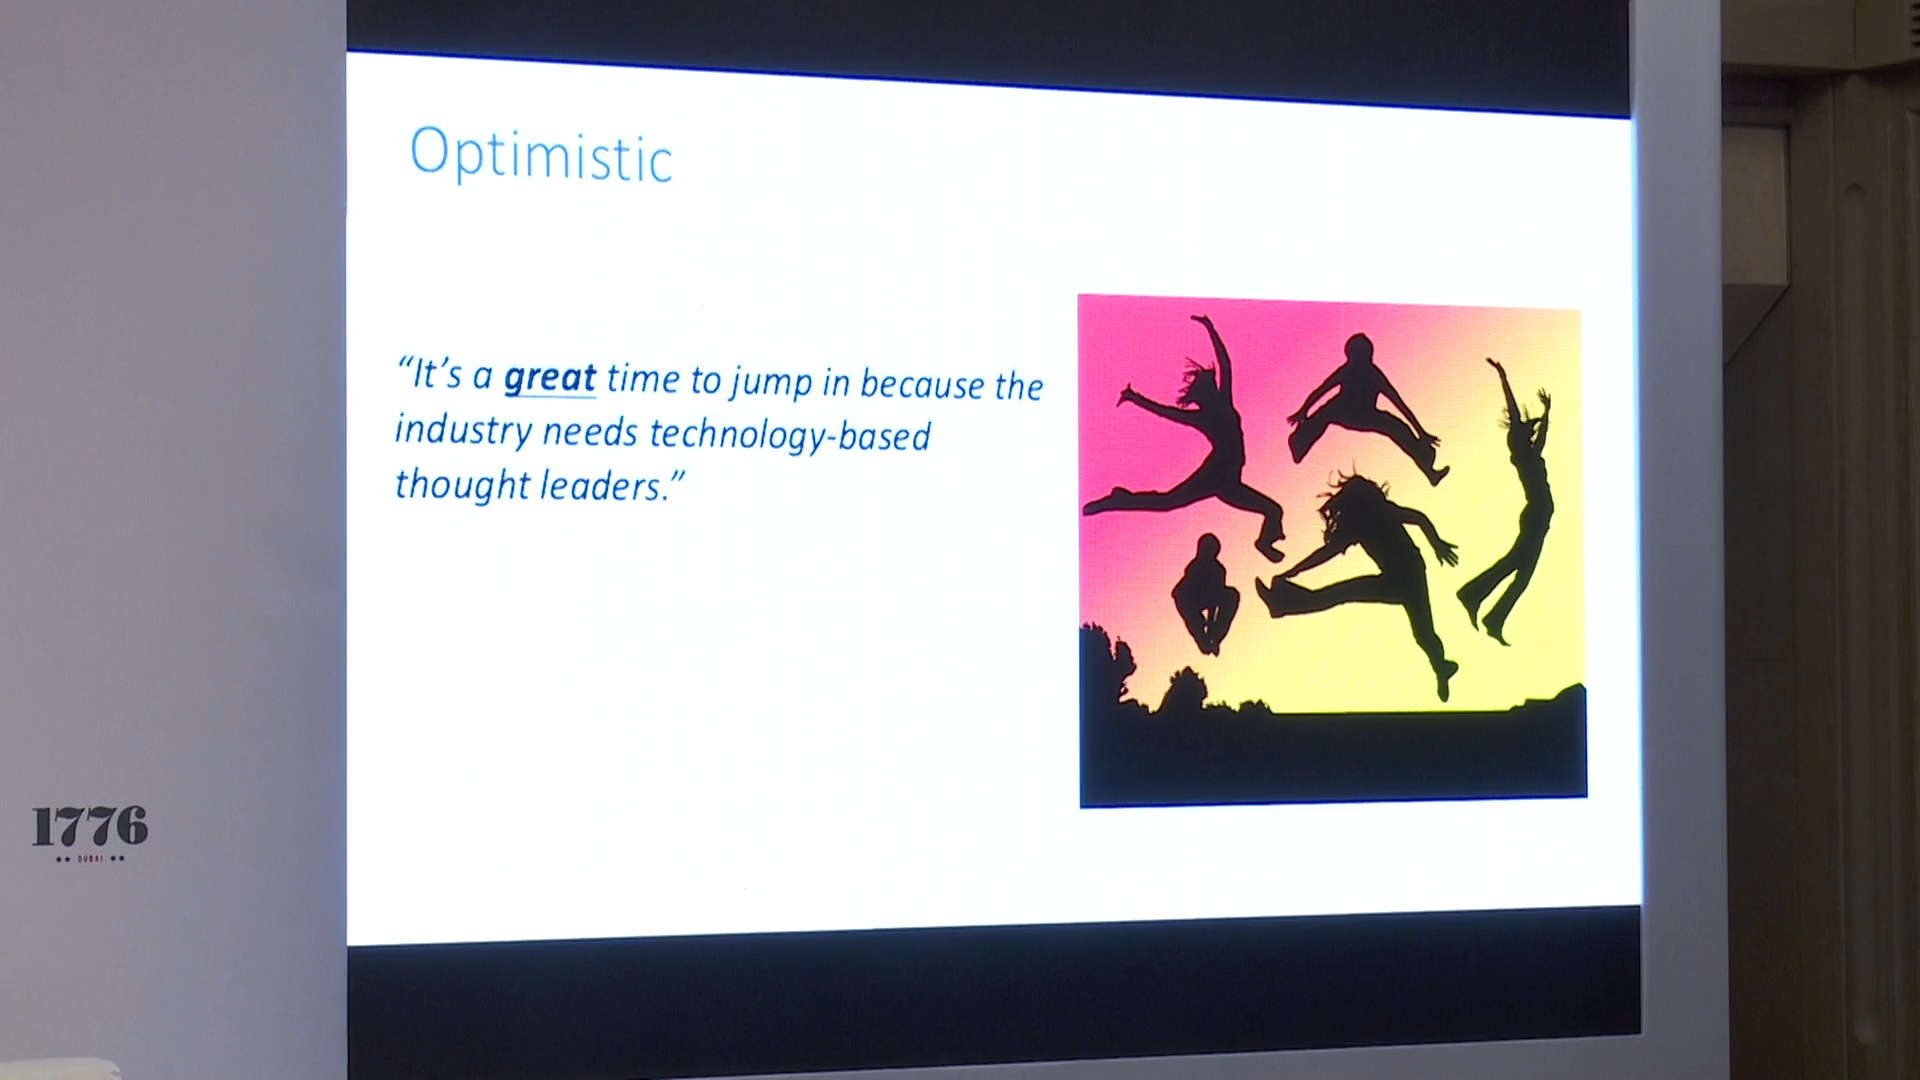 Optimistic
“It’s a great time to jump in because the
industry needs technology-based
thought leaders.”
1776
DUBAI